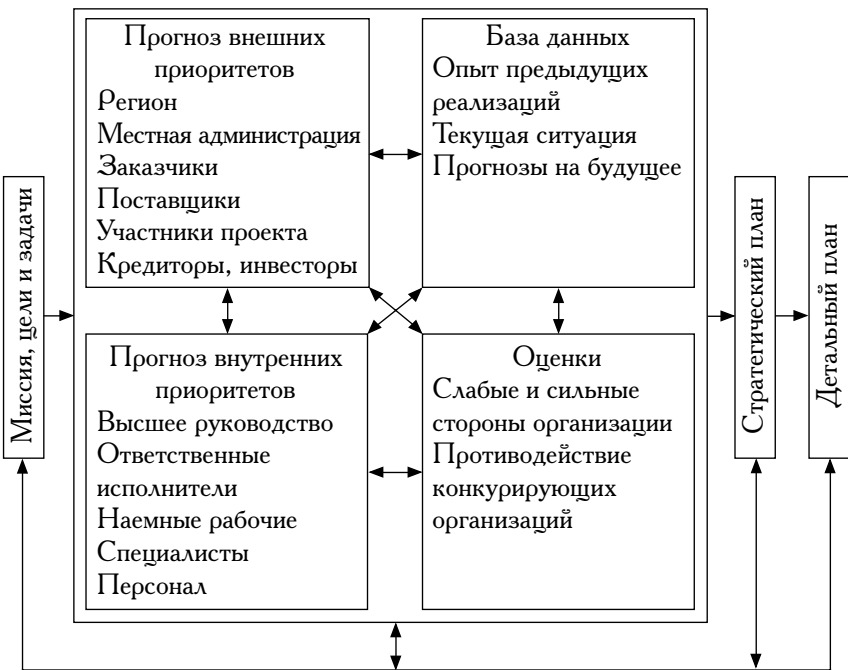 Миссия, цели и задачи
Прогноз внешних
приоритетов
Регион
Местная администрация
Заказчики
Поставщики
Участники проекта
Кредиторы, инвесторы
База данных
Опыт предыдущих
реализаций
Текущая ситуация
Прогнозы на будущее
Прогноз внутренних
приоритетов
Высшее руководство
Ответственные
исполнители
Наемные рабочие
Специалисты
Персонал
Оценки
Слабые и сильные
стороны организации
Противодействие
конкурирующих
организаций
Стратегический план
Детальный план